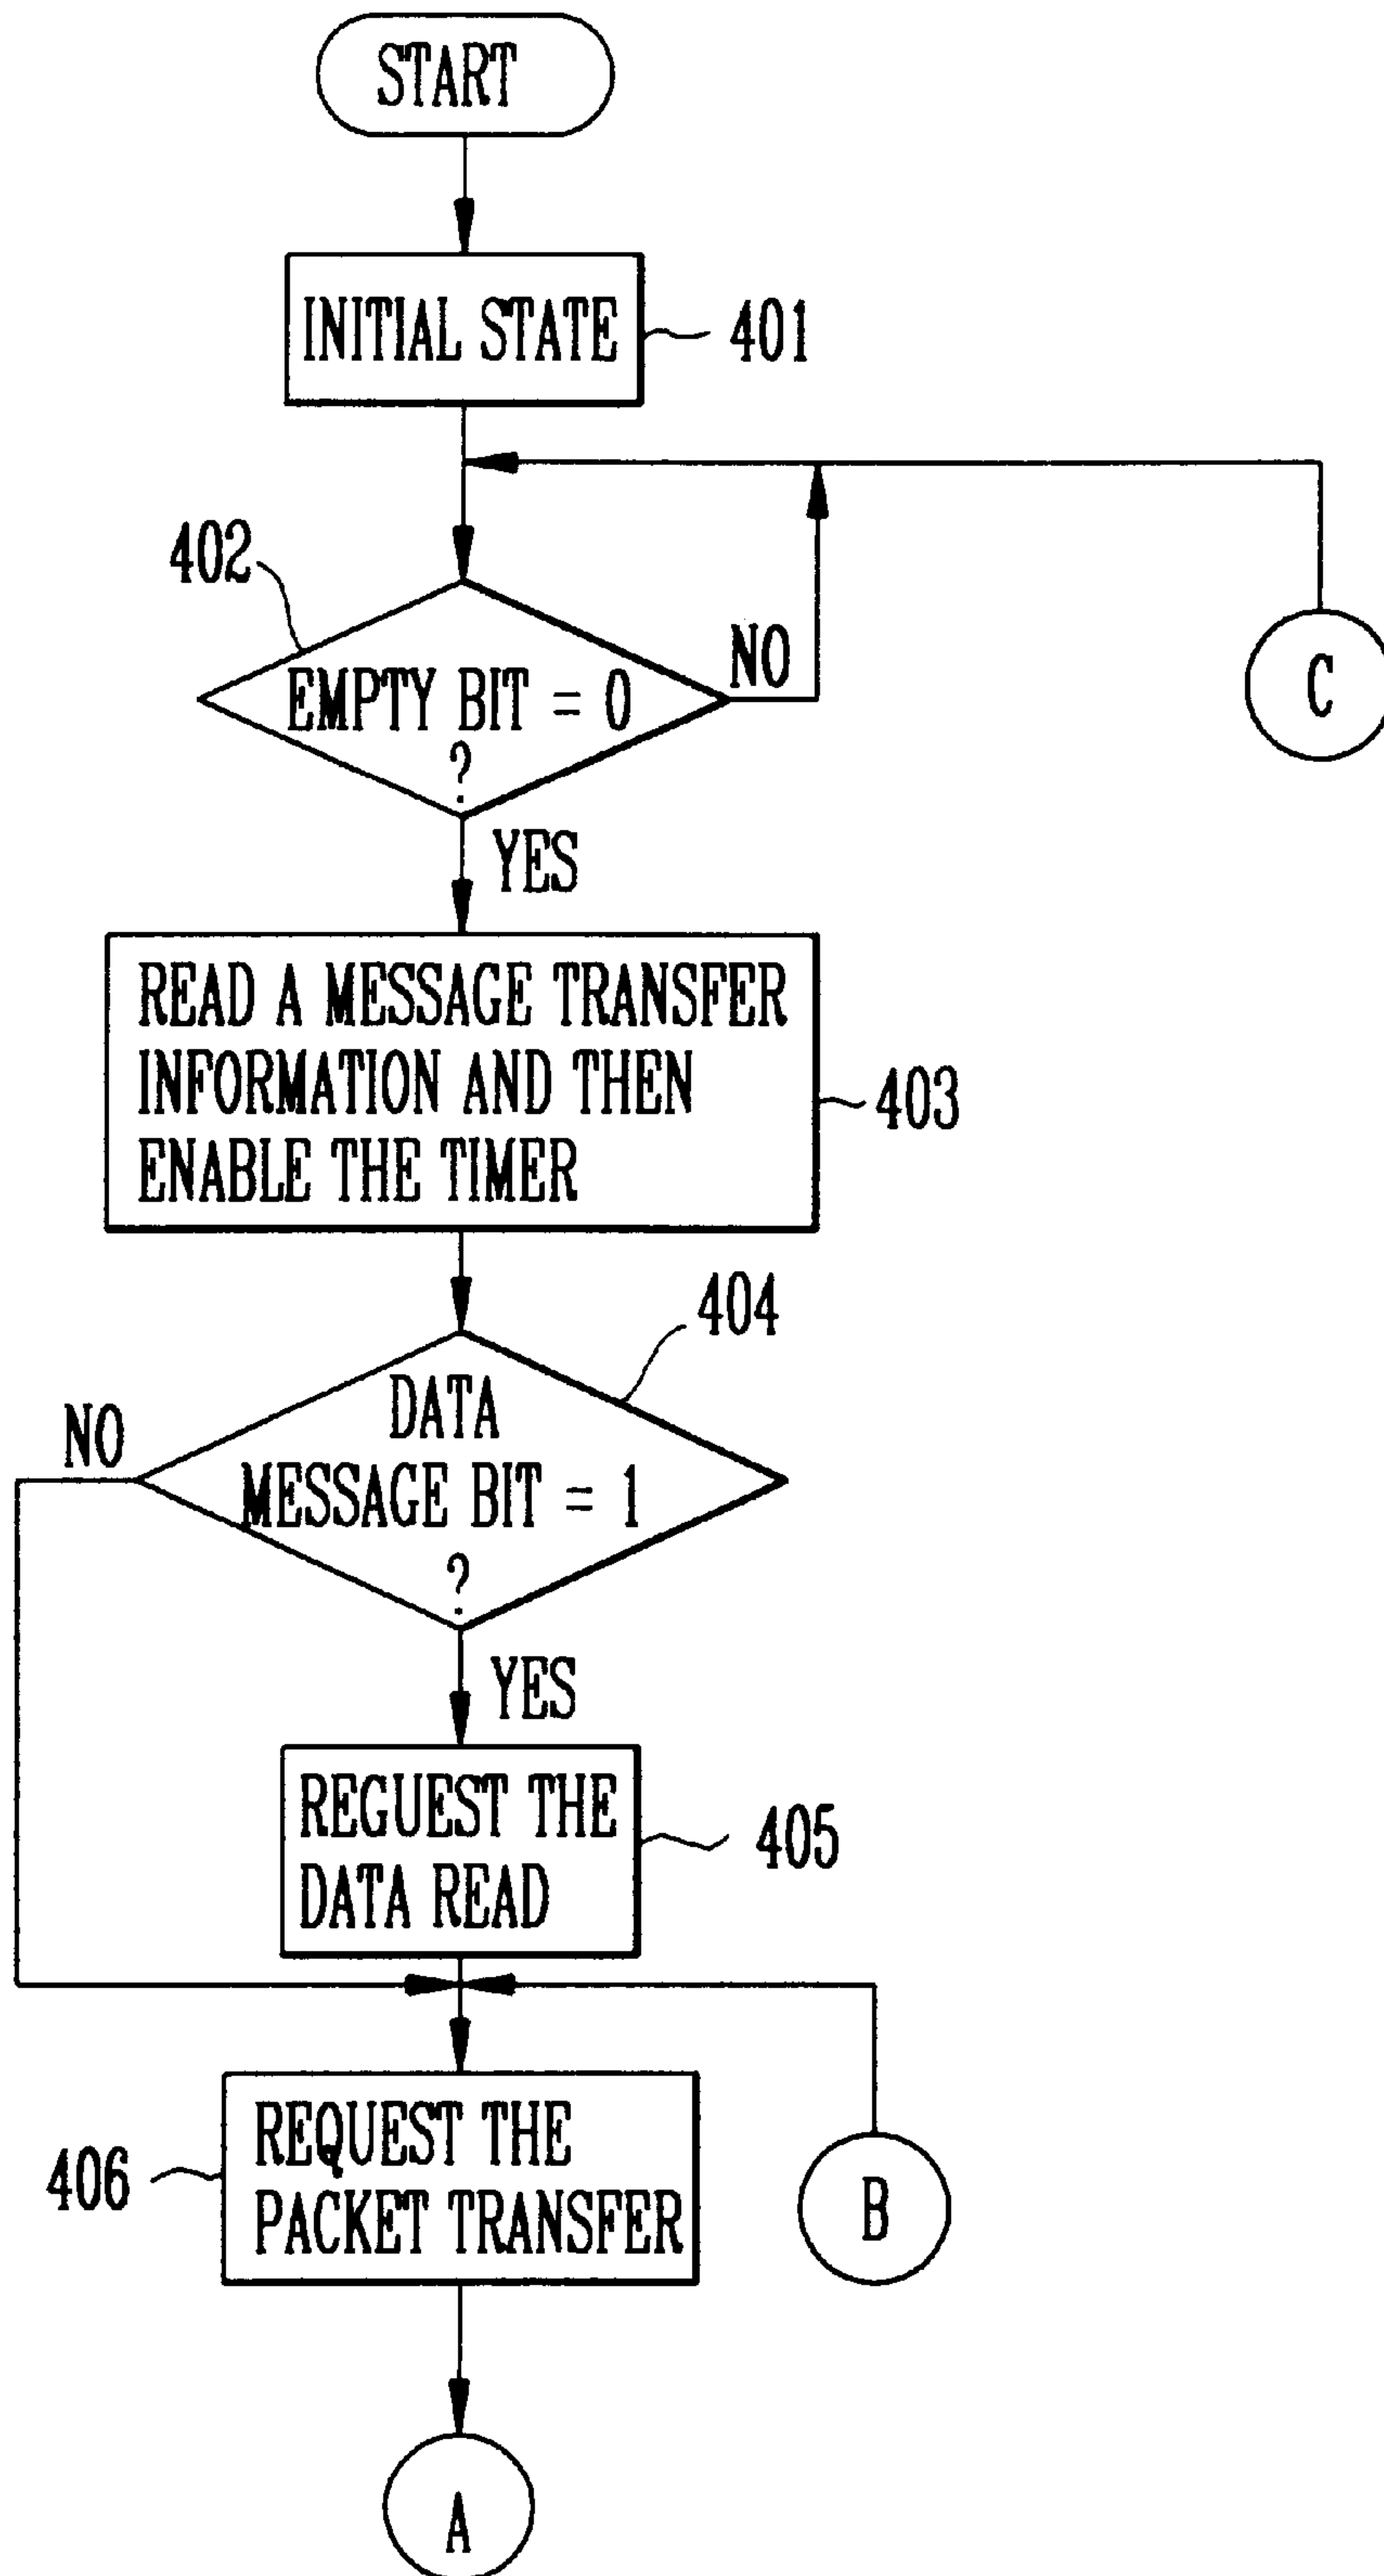 START
INITIAL STATE
401
402
EMPTY BIT = 0
?
NO
C
YES
READ A MESSAGE TRANSFER
INFORMATION AND THEN
ENABLE THE TIMER
403
404
DATA
MESSAGE BIT = 1
?
NO
YES
REGUEST THE
DATA READ
405
REQUEST THE
PACKET TRANSFER
406
B
A